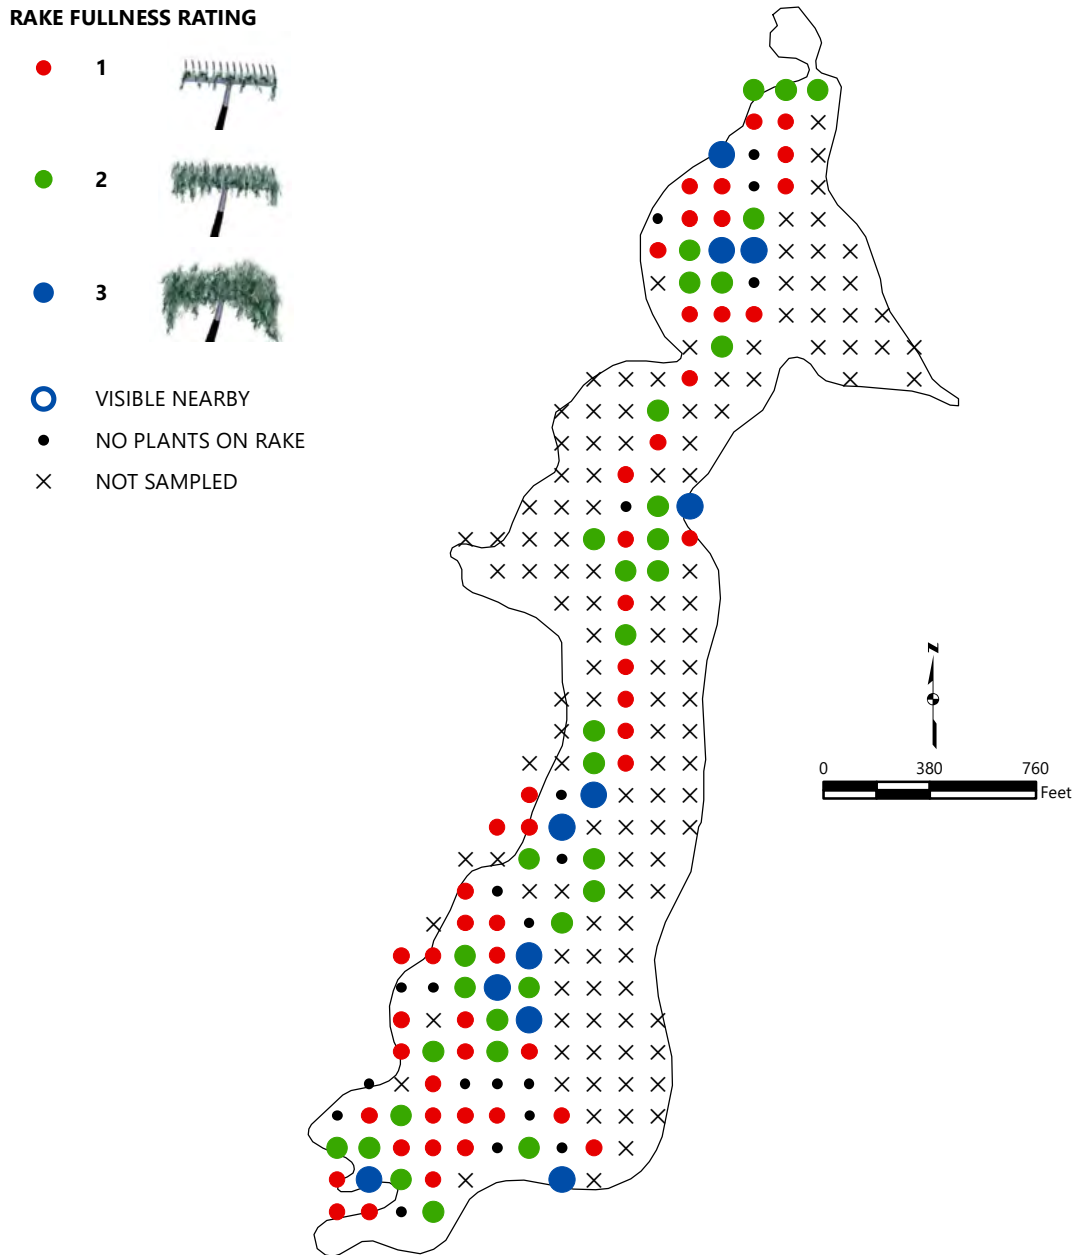 RAKE FULLNESS RATING
1
2
3
VISIBLE NEARBY
NO PLANTS ON RAKE
NOT SAMPLED
Z
0 380 760
Feet